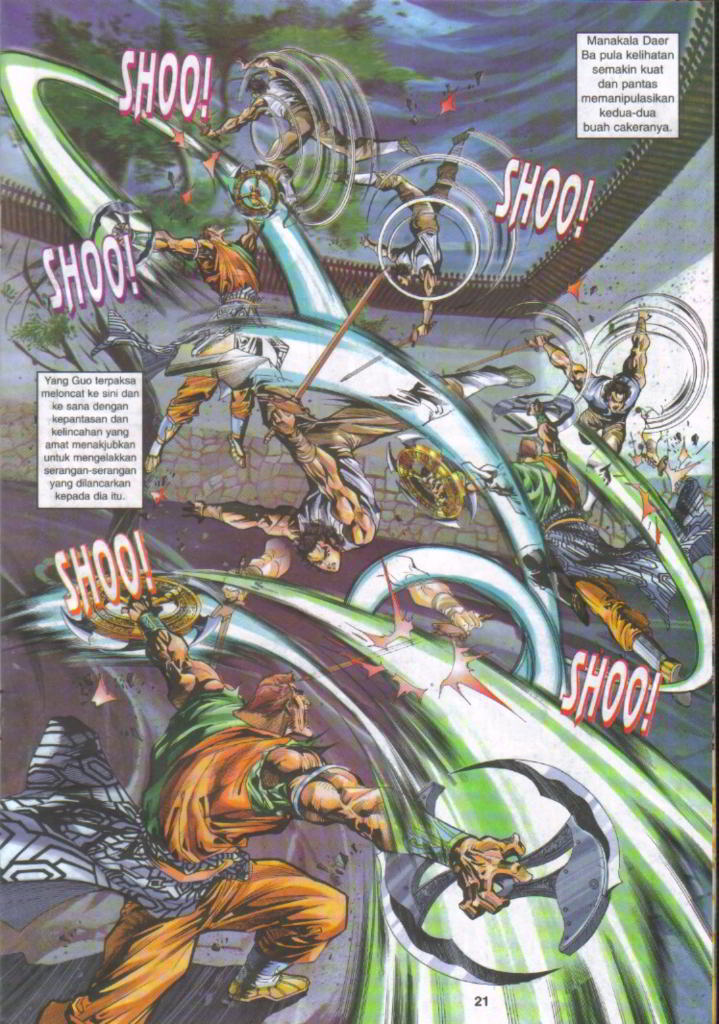 Manakala Daer
Ba pula kelihatan
semakin kuat
dan pantas
memanipulasikan
kedua-dua
buah cakeranya.
SHOO!
SHOO!
SHOO!
Yang Guo terpaksa
meloncat ke sini dan
ke sana dengan
kepantasan dan
kelincahan yang
amat menakjubkan
untuk mengelakkan
serangan-serangan
yang dilancarkan
kepada dia itu.
SHOO!
SHOO!
21